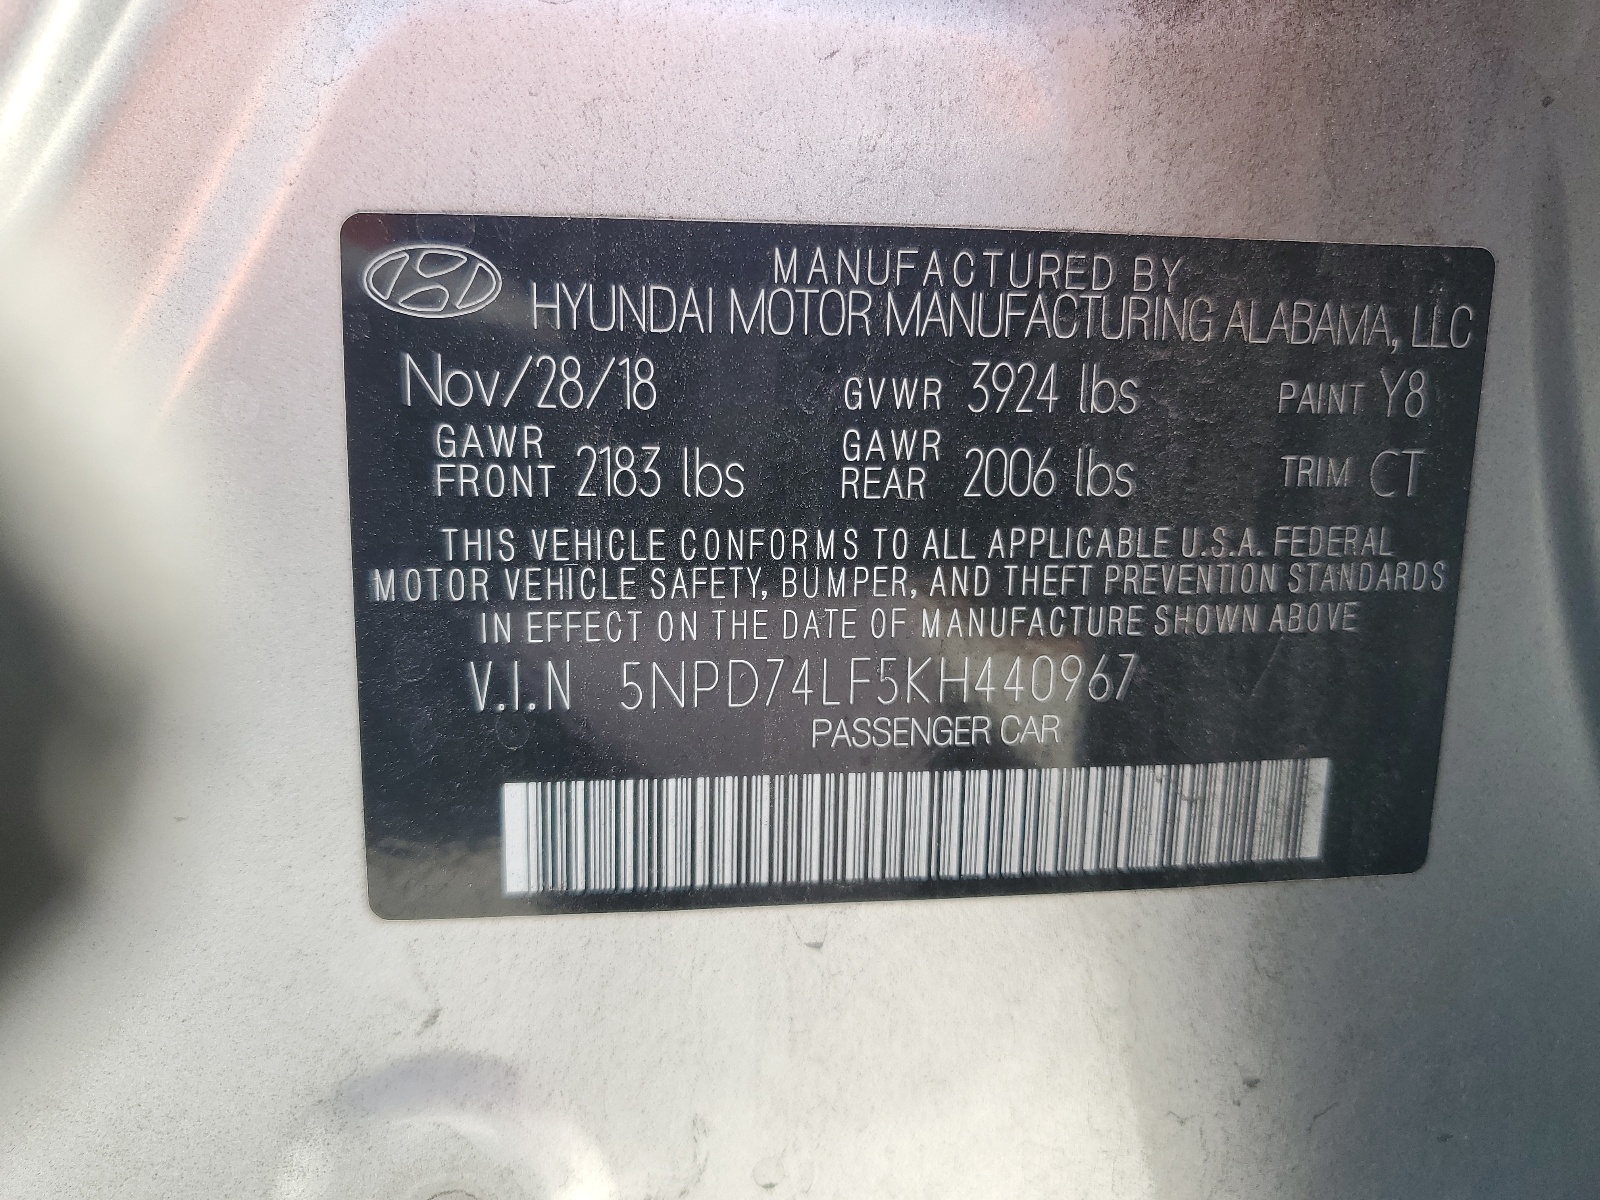 MANUFACTURED BY
HYUNDAI MOTOR MANUFACTURING ALABAMA, LLC
Nov/28/18 GVWR 3924 lbs PAINT Y8
GAWR FRONT 2183 lbs GAWR REAR 2006 lbs TRIM CT
THIS VEHICLE CONFORMS TO ALL APPLICABLE U.S.A. FEDERAL
MOTOR VEHICLE SAFETY, BUMPER, AND THEFT PREVENTION STANDARDS
IN EFFECT ON THE DATE OF MANUFACTURE SHOWN ABOVE
V.I.N 5NPD74LF5KH440967
PASSENGER CAR